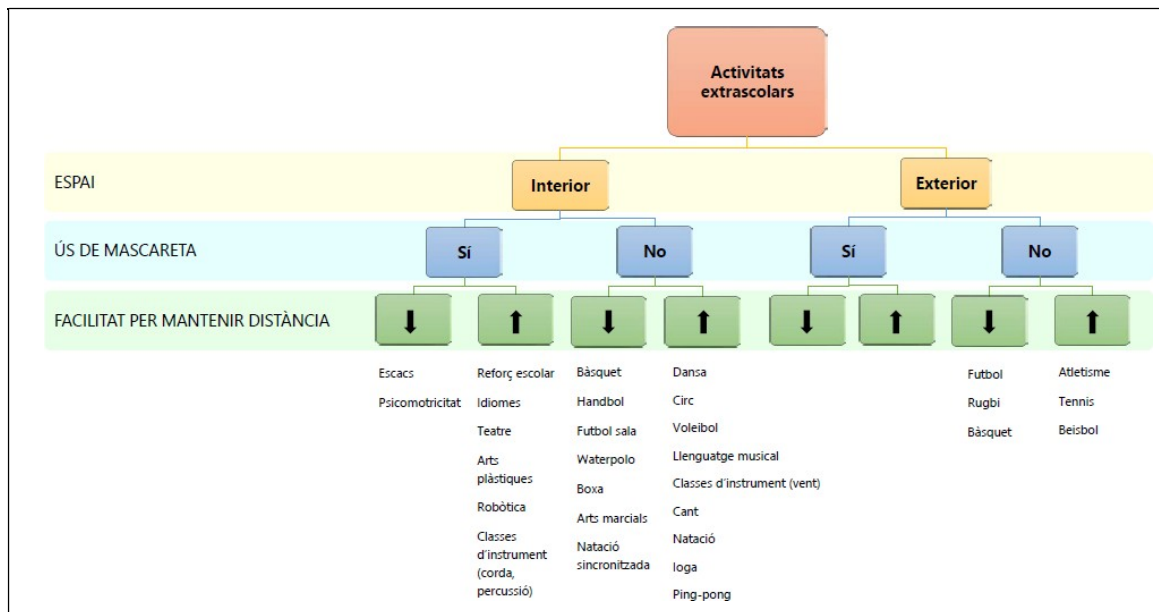 Activitats
extrascolars
ESPAI
Interior
Exterior
ÚS DE MASCARETA
Sí
No
Sí
No
FACILITAT PER MANTENIR DISTÀNCIA
Escacs
Psicomotricitat
Reforç escolar
Idiomes
Teatre
Arts
plàstiques
Robòtica
Classes
d'instrument
(corda,
percussió)
Bàsquet
Handbol
Futbol sala
Waterpolo
Boxa
Arts marcials
Natació
sincronitzada
Dansa
Circ
Voleibol
Llenguatge musical
Classes d'instrument (vent)
Cant
Natació
Ioga
Ping-pong
Futbol
Rugbi
Bàsquet
Atletisme
Tennis
Beisbol